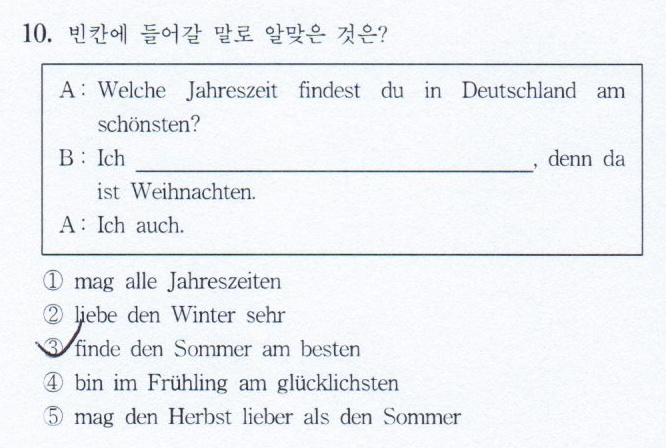 10. 빈칸에 들어갈 말로 알맞은 것은?
A : Welche Jahreszeit findest du in Deutschland am
schönsten?
B : Ich ____________________, denn da
ist Weihnachten.
A : Ich auch.
① mag alle Jahreszeiten
② liebe den Winter sehr
③ finde den Sommer am besten
④ bin im Frühling am glücklichsten
⑤ mag den Herbst lieber als den Sommer